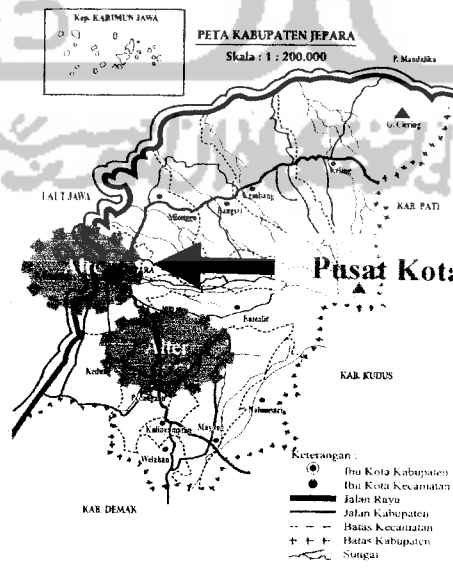 Kep. KARIMUN JAWA
PETA KABUPATEN JEPARA
Skala : 1 : 200.000
P. Mandalika
G. Clering
Keling
Kembang
Bangsri
Mlonggo
LAUT JAWA
KAB. PATI
Pusat Kota
Alter
Batealit
KAB. KUDUS
Kedung
Nalumsari
Kalinyamatan
Mayong
Welahan
KAB. DEMAK
Keterangan :
Ibu Kota Kabupaten
Ibu Kota Kecamatan
Jalan Raya
Jalan Kabupaten
Batas Kecamatan
Batas Kabupaten
Sungai